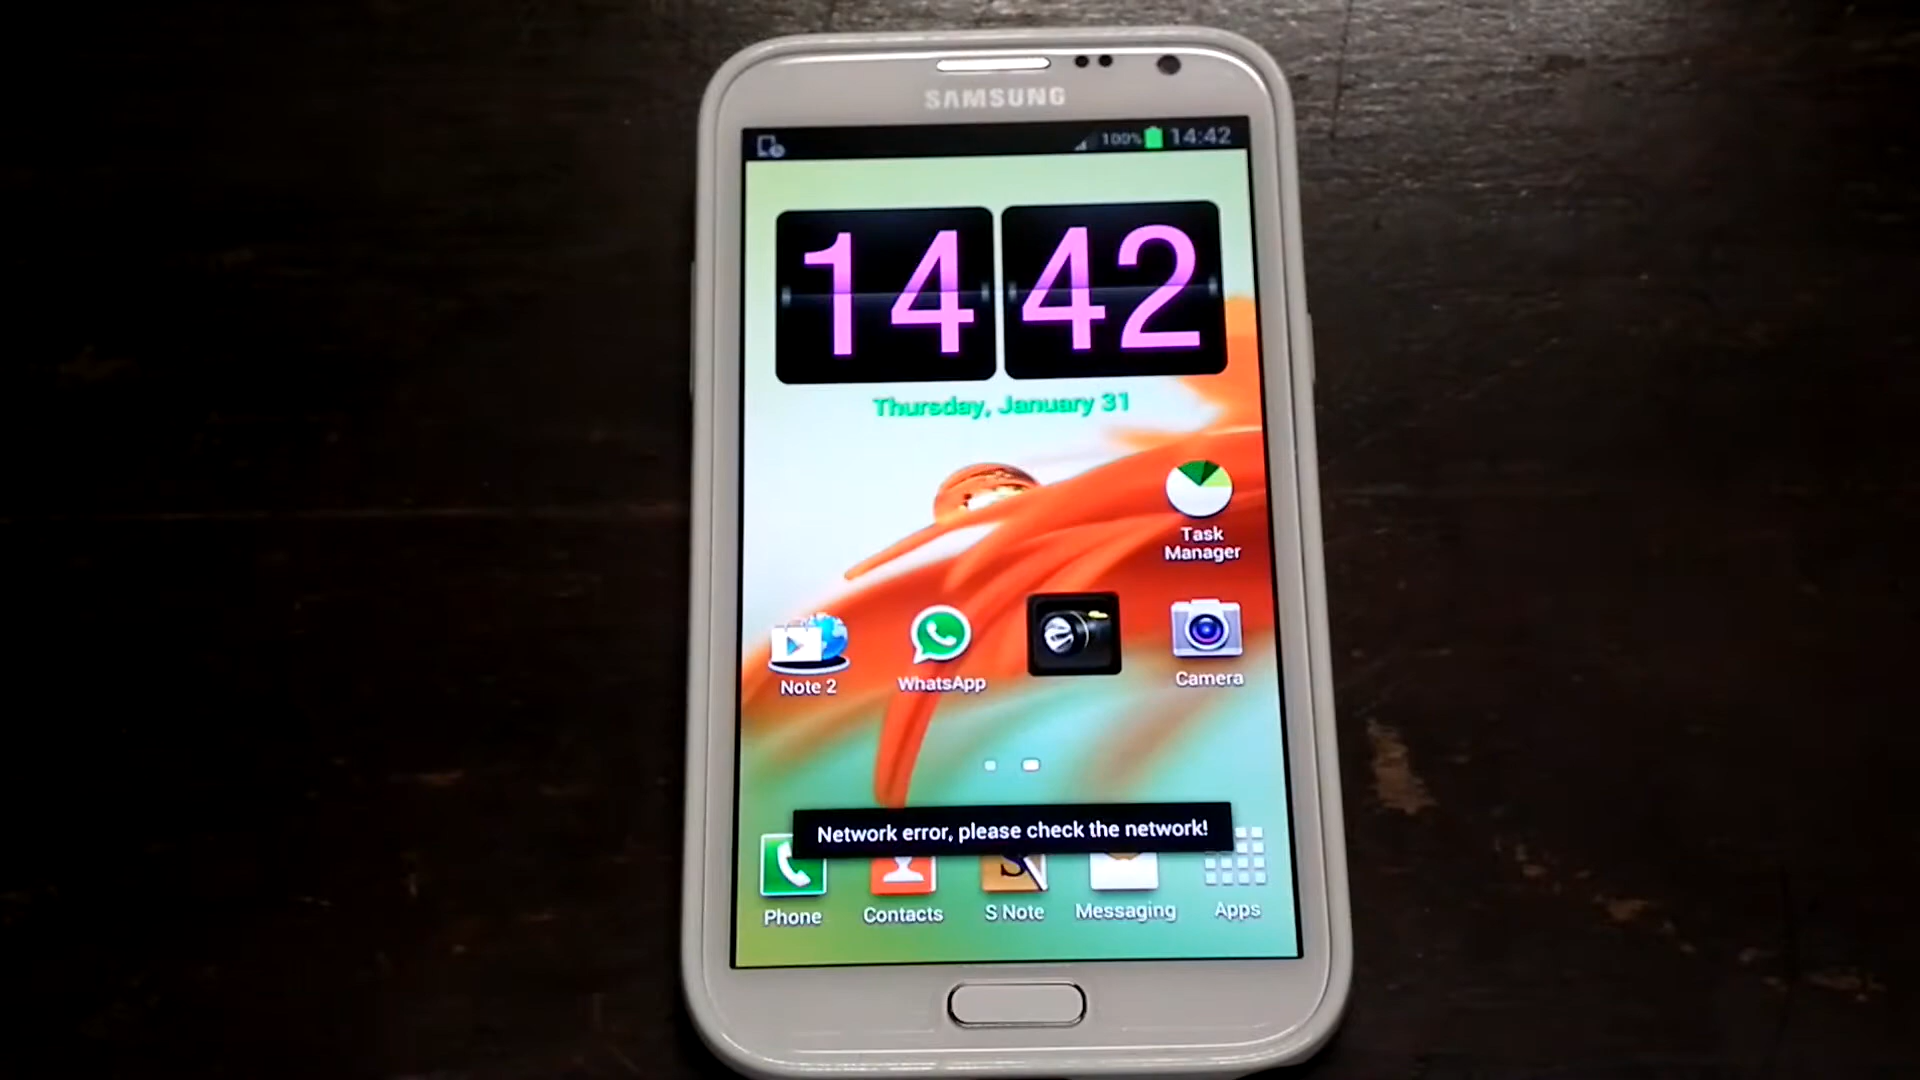 SAMSUNG
100% 14:42
14 42
Thursday, January 31
Task
Manager
Note 2
WhatsApp
Camera
Network error, please check the network!
S
Phone
Contacts
S Note
Messaging
Apps